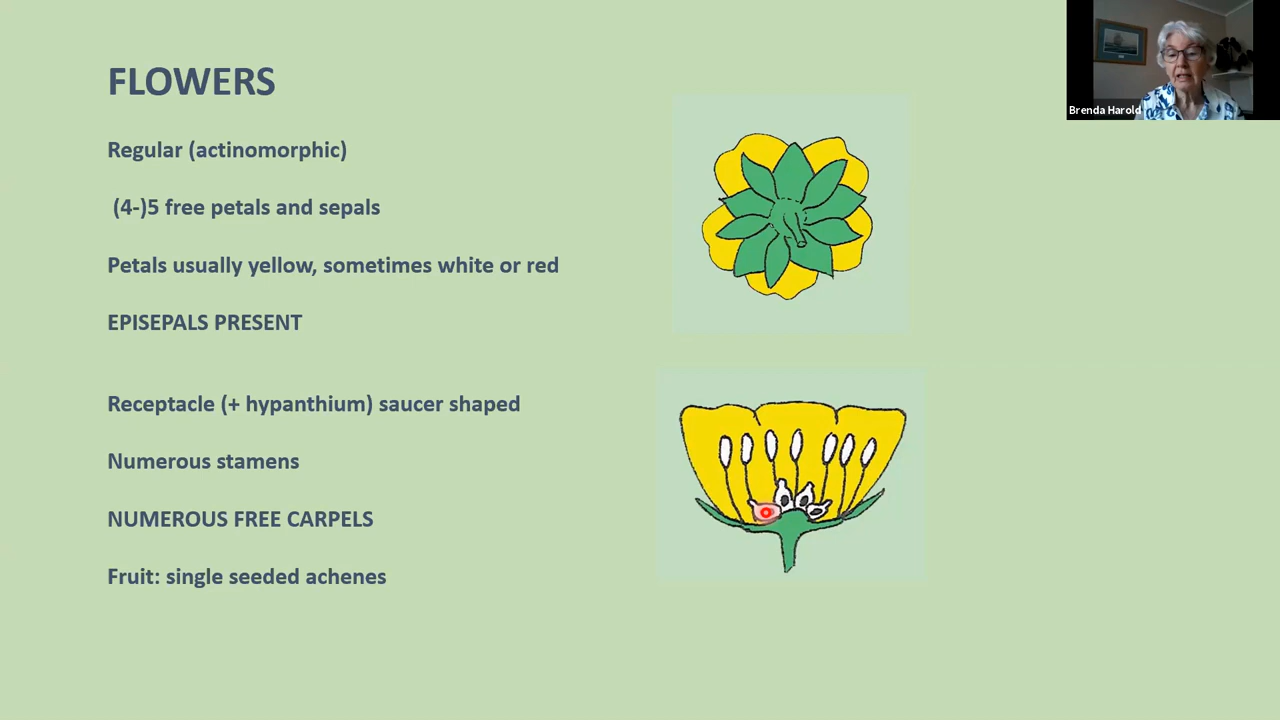 FLOWERS
Regular (actinomorphic)
(4-)5 free petals and sepals
Petals usually yellow, sometimes white or red
EPISEPALS PRESENT
Receptacle (+ hypanthium) saucer shaped
Numerous stamens
NUMEROUS FREE CARPELS
Fruit: single seeded achenes
Brenda Harold